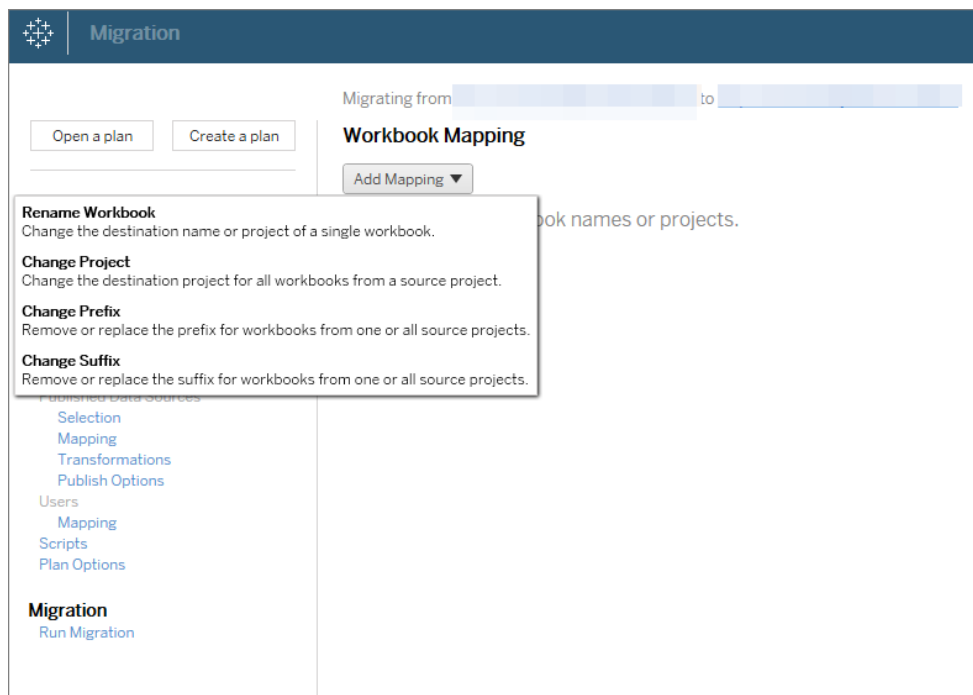 Migration
Migrating from to
Open a plan
Create a plan
Workbook Mapping
Add Mapping ▼
names or projects.
Rename Workbook
Change the destination name or project of a single workbook.
Change Project
Change the destination project for all workbooks from a source project.
Change Prefix
Remove or replace the prefix for workbooks from one or all source projects.
Change Suffix
Remove or replace the suffix for workbooks from one or all source projects.
Published Data Sources
Selection
Mapping
Transformations
Publish Options
Users
Mapping
Scripts
Plan Options
Migration
Run Migration